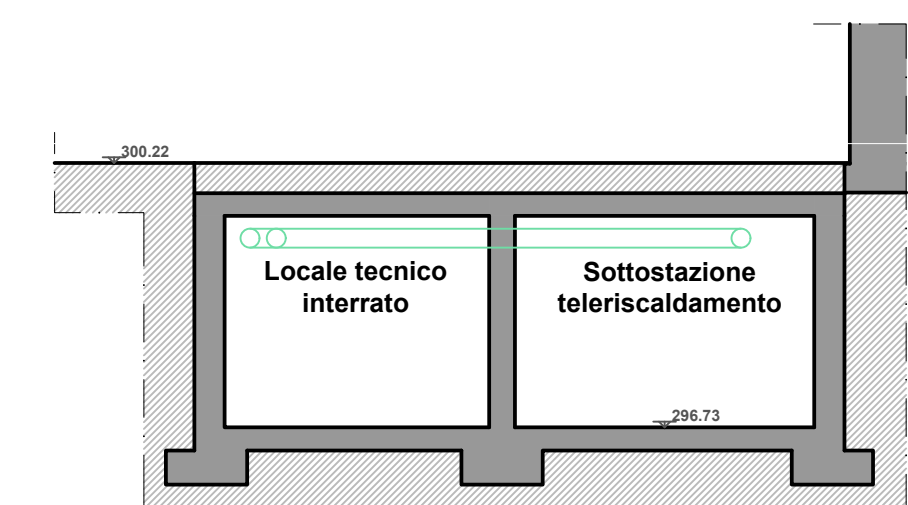 300.22
Locale tecnico
interrato
Sottostazione
teleriscaldamento
296.73